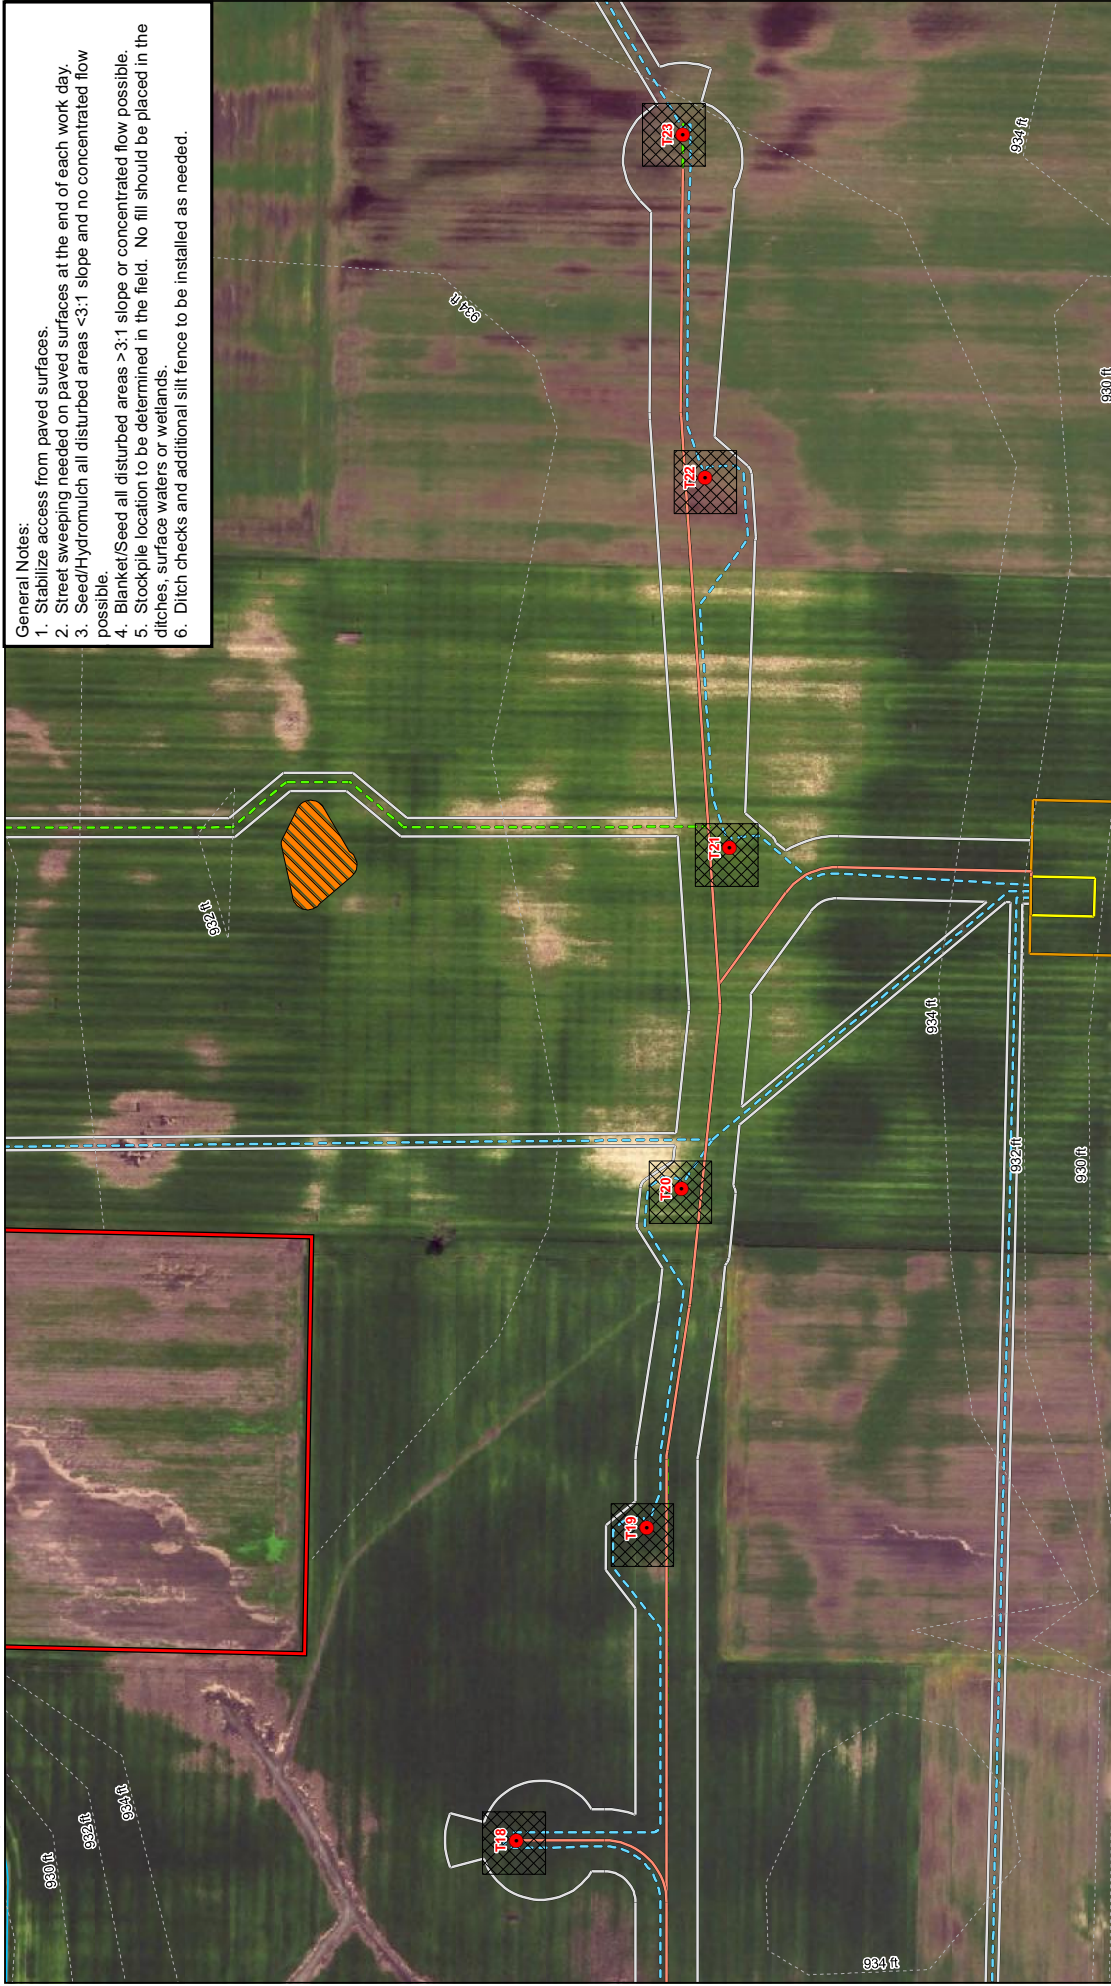 General Notes:
1. Stabilize access from paved surfaces.
2. Street sweeping needed on paved surfaces at the end of each work day.
3. Seed/Hydromulch all disturbed areas <3:1 slope and no concentrated flow
possible.
4. Blanket/Seed all disturbed areas >3:1 slope or concentrated flow possible.
5. Stockpile location to be determined in the field.  No fill should be placed in the
ditches, surface waters or wetlands.
6. Ditch checks and additional silt fence to be installed as needed.
T23
934 ft
934 ft
930 ft
T22
T21
932 ft
934 ft
T20
932 ft
930 ft
T19
T18
934 ft
932 ft
930 ft
934 ft